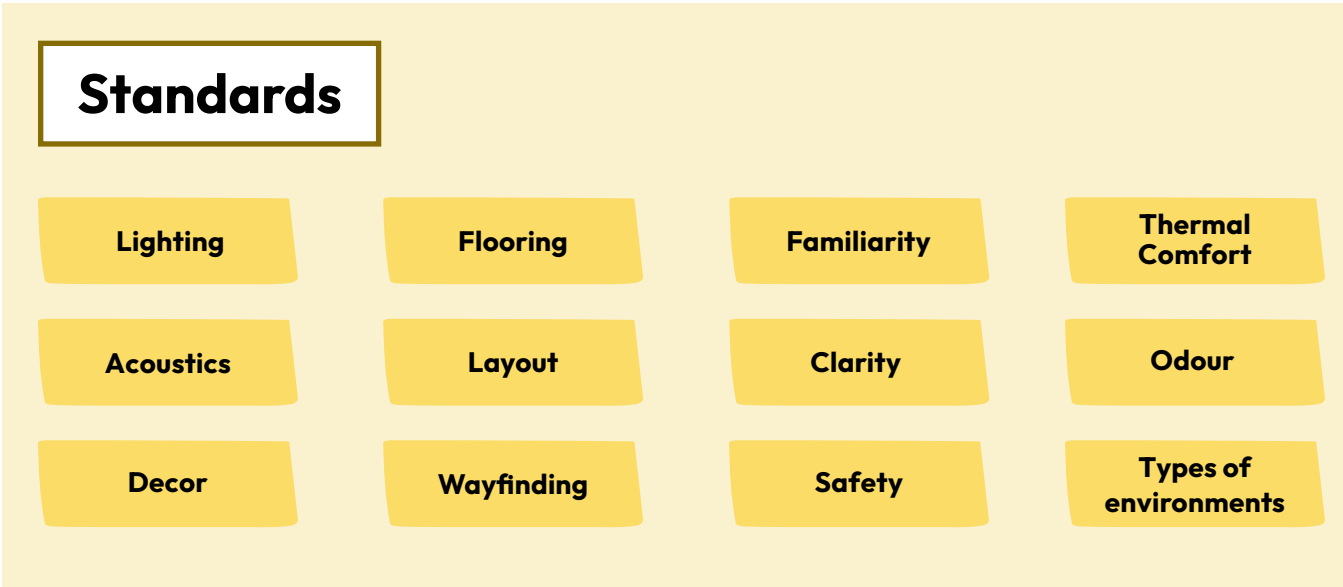 Standards
Lighting
Flooring
Familiarity
Thermal
Comfort
Acoustics
Layout
Clarity
Odour
Decor
Wayfinding
Safety
Types of
environments